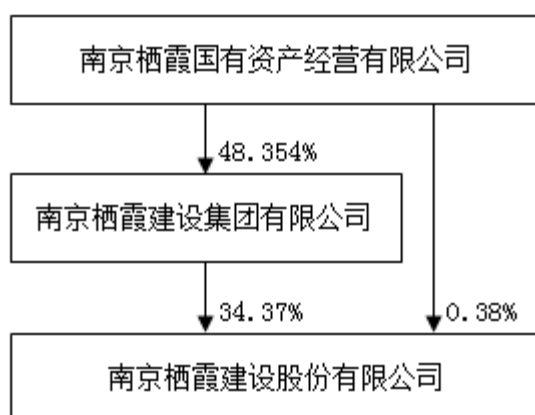 南京栖霞国有资产经营有限公司
48.354%
南京栖霞建设集团有限公司
34.37%
0.38%
南京栖霞建设股份有限公司